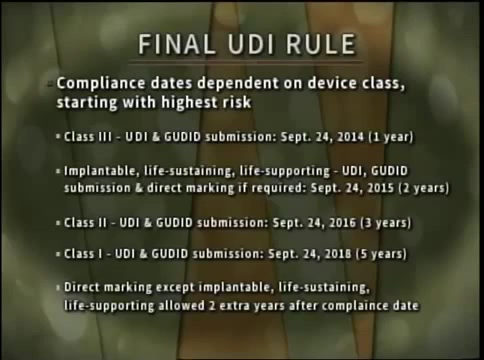 FINAL UDI RULE
Compliance dates dependent on device class,
starting with highest risk
Class III - UDI & GUDID submission: Sept. 24, 2014 (1 year)
Implantable, life-sustaining, life-supporting - UDI, GUDID
submission & direct marking if required: Sept. 24, 2015 (2 years)
Class II - UDI & GUDID submission: Sept. 24, 2016 (3 years)
Class I - UDI & GUDID submission: Sept. 24, 2018 (5 years)
Direct marking except implantable, life-sustaining,
life-supporting allowed 2 extra years after complaince date